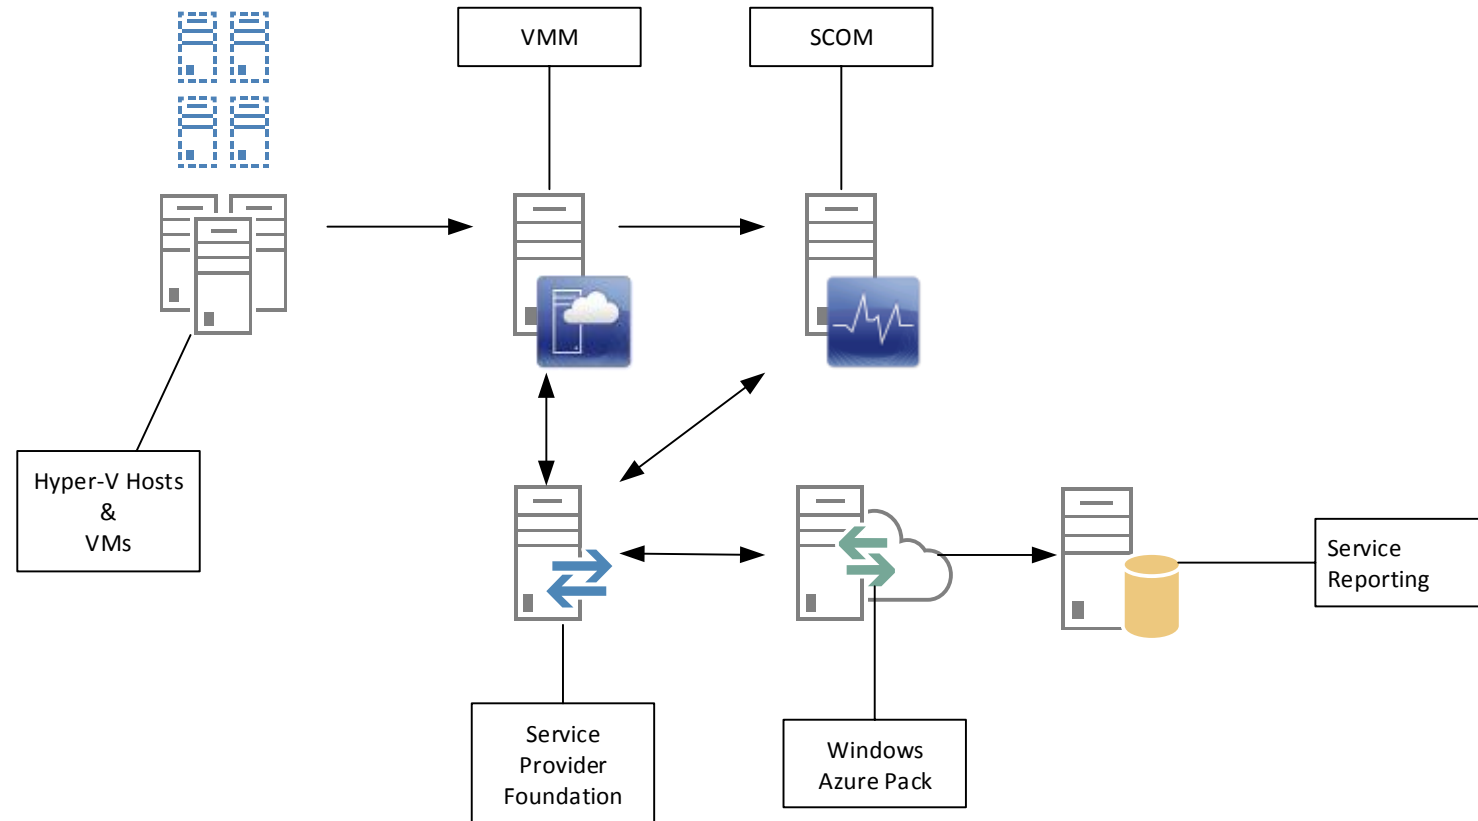 VMM
SCOM
Hyper-V Hosts
&
VMs
Service
Reporting
Service
Provider
Foundation
Windows
Azure Pack